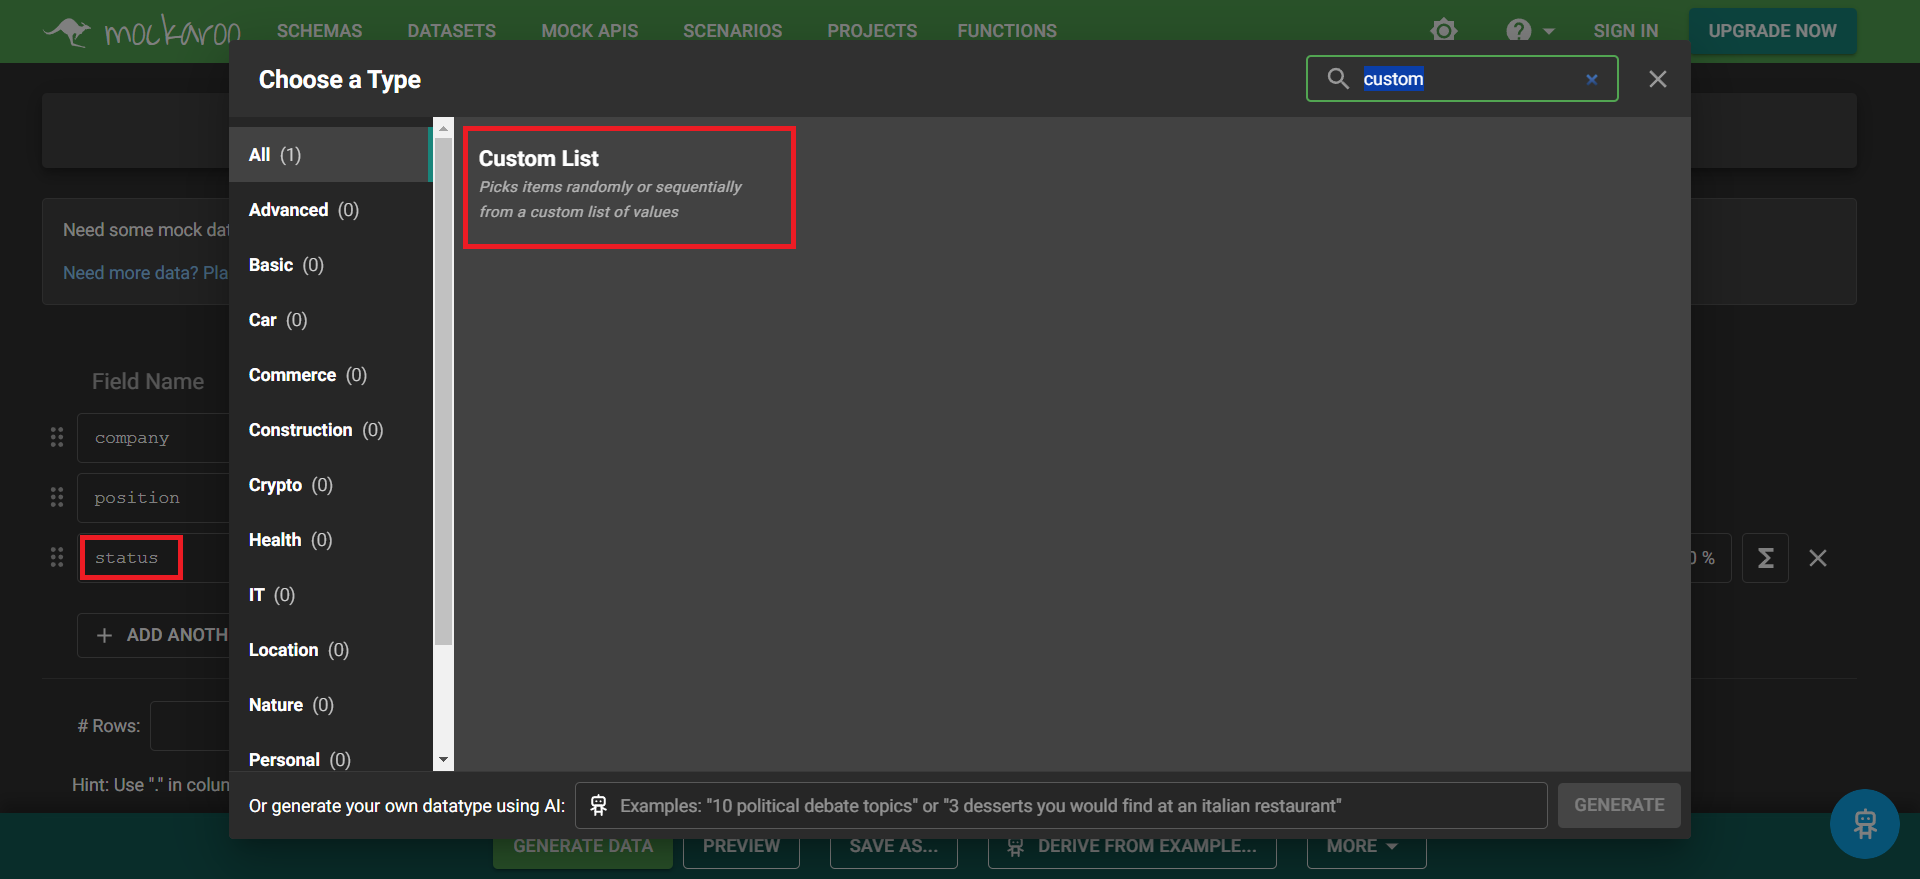 mockaroo SCHEMAS DATASETS MOCK APIS SCENARIOS PROJECTS FUNCTIONS SIGN IN UPGRADE NOW
Choose a Type
custom
All (1)
Advanced (0)
Basic (0)
Car (0)
Commerce (0)
Construction (0)
Crypto (0)
Health (0)
IT (0)
Location (0)
Nature (0)
Personal (0)
Custom List
Picks items randomly or sequentially
from a custom list of values
Need some mock dat
Need more data? Pla
Field Name
company
position
status
0 %
Σ
+ ADD ANOTH
# Rows:
Hint: Use "." in colun
Or generate your own datatype using AI: Examples: "10 political debate topics" or "3 desserts you would find at an italian restaurant" GENERATE
GENERATE DATA PREVIEW SAVE AS... DERIVE FROM EXAMPLE... MORE